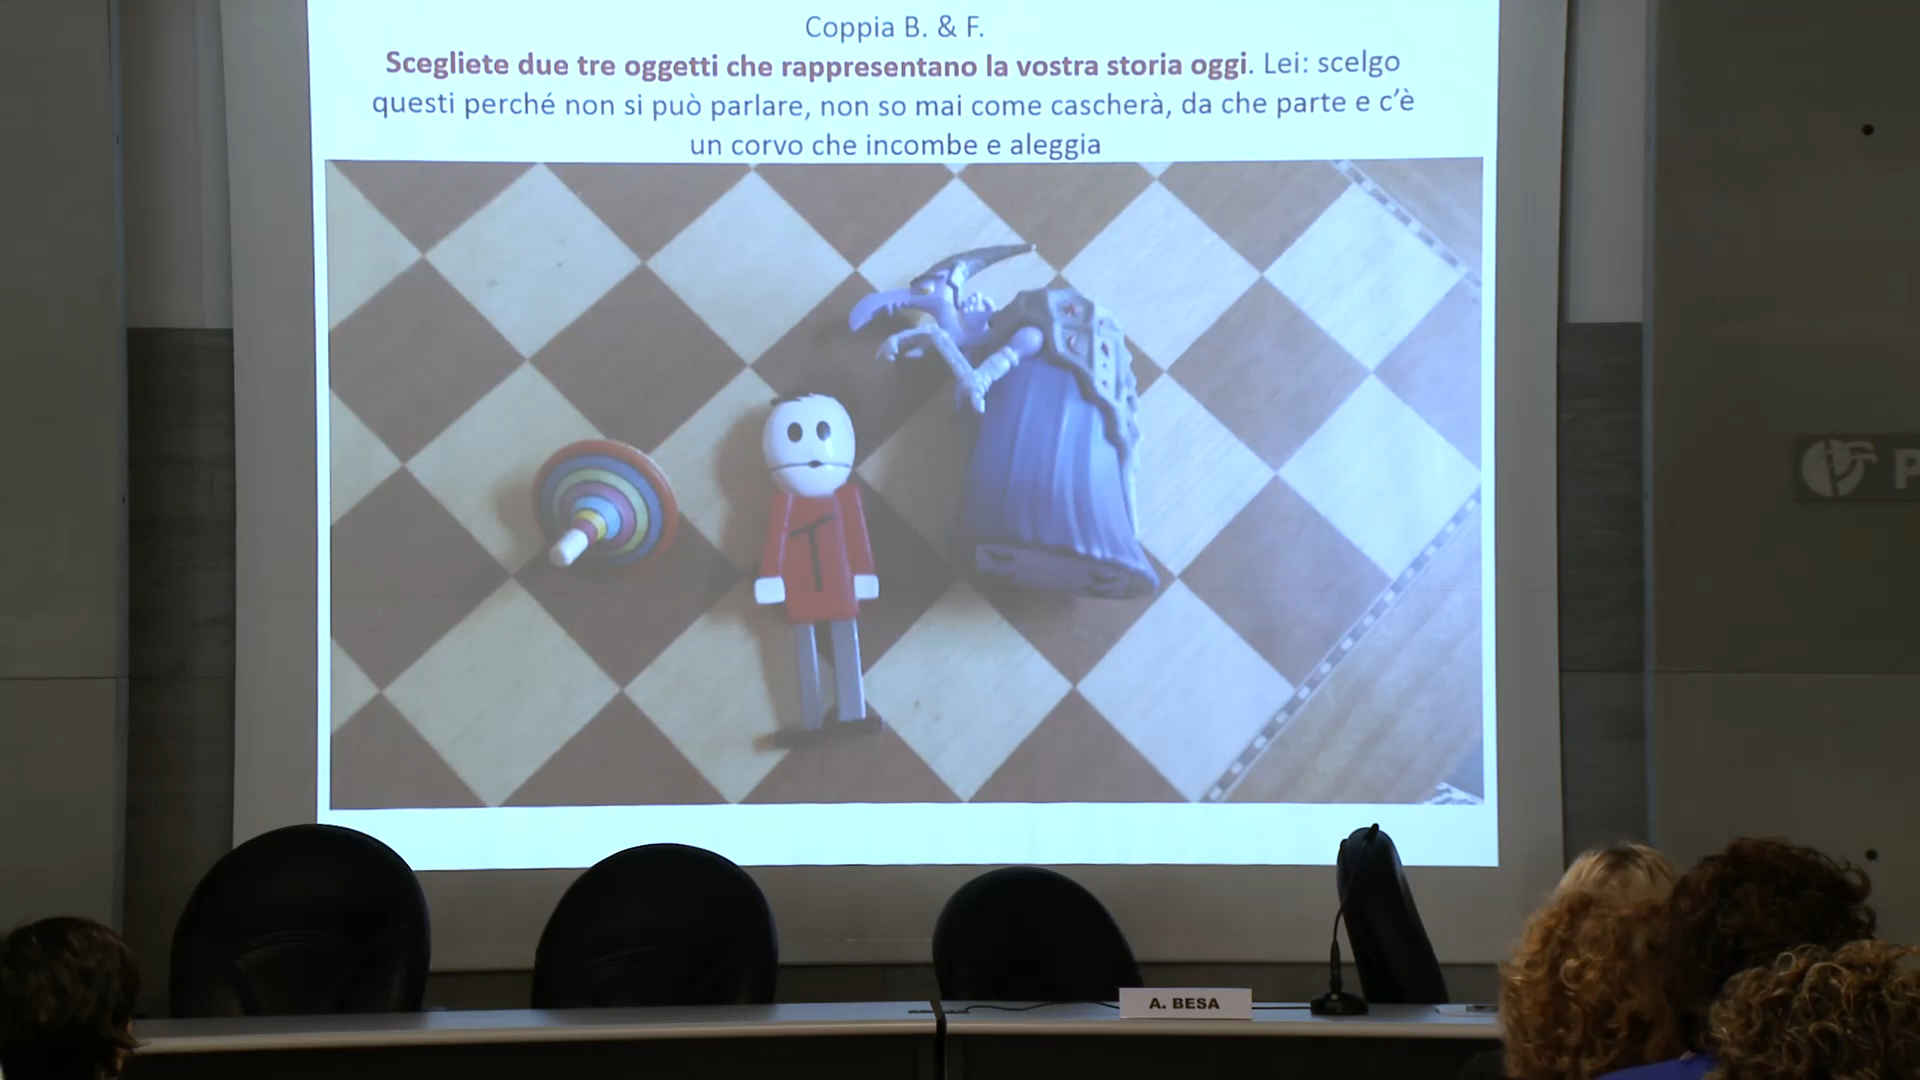 Coppia B. & F.
Scegliete due tre oggetti che rappresentano la vostra storia oggi. Lei: scelgo
questi perché non si può parlare, non so mai come cascherà, da che parte e c'è
un corvo che incombe e aleggia
T
P
A. BESA